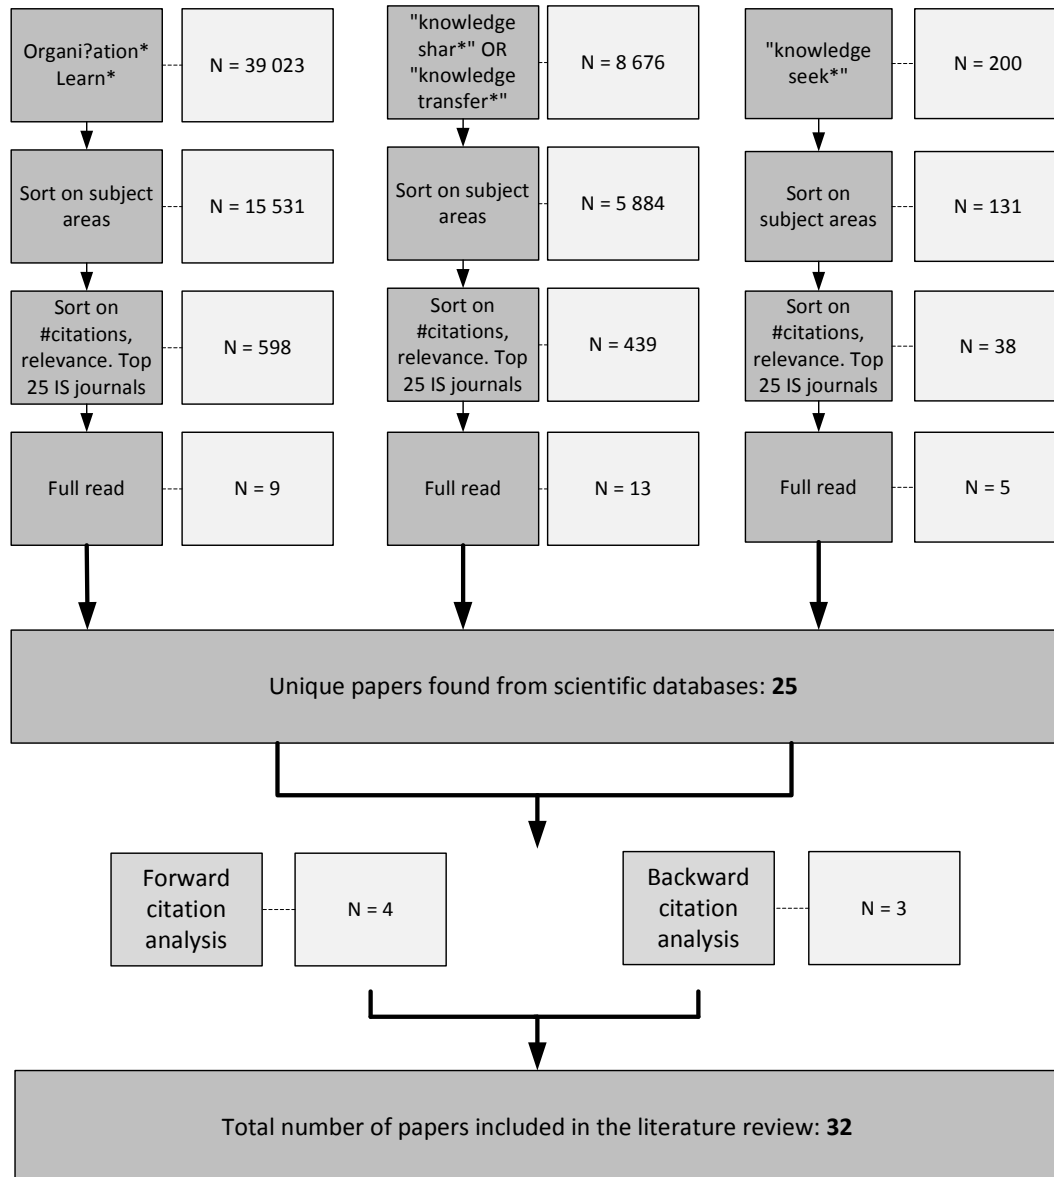 Organi?ation*
Learn*
N = 39 023
"knowledge
shar*" OR
"knowledge
transfer*"
N = 8 676
"knowledge
seek*"
N = 200
Sort on subject
areas
N = 15 531
Sort on subject
areas
N = 5 884
Sort on
subject areas
N = 131
Sort on
#citations,
relevance. Top
25 IS journals
N = 598
Sort on
#citations,
relevance. Top
25 IS journals
N = 439
Sort on
#citations,
relevance. Top
25 IS journals
N = 38
Full read
N = 9
Full read
N = 13
Full read
N = 5
Unique papers found from scientific databases: 25
Forward
citation
analysis
N = 4
Backward
citation
analysis
N = 3
Total number of papers included in the literature review: 32